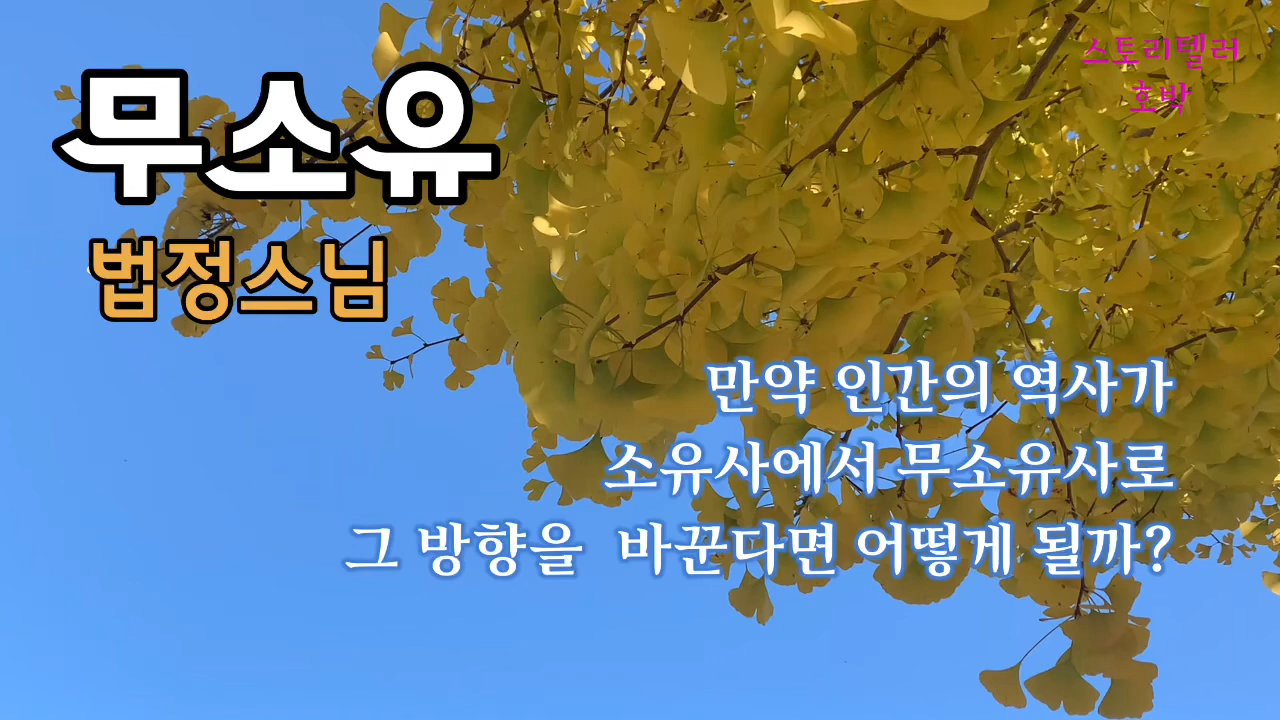 무소유
법정스님
스토리텔러
호박
만약 인간의 역사가
소유사에서 무소유사로
그 방향을 바꾼다면 어떻게 될까?